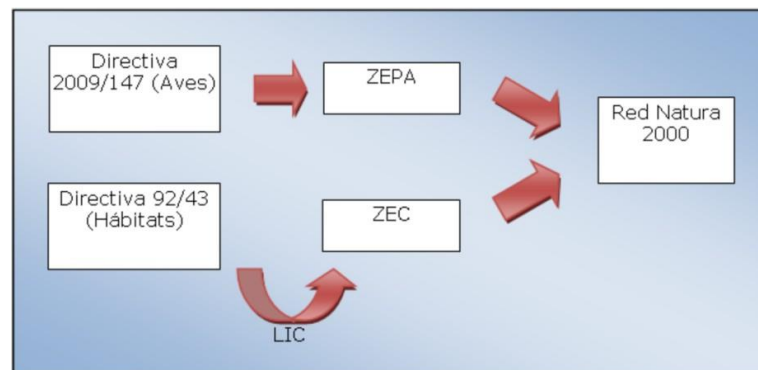 Directiva
2009/147 (Aves)
ZEPA
Red Natura
2000
Directiva 92/43
(Hábitats)
ZEC
LIC